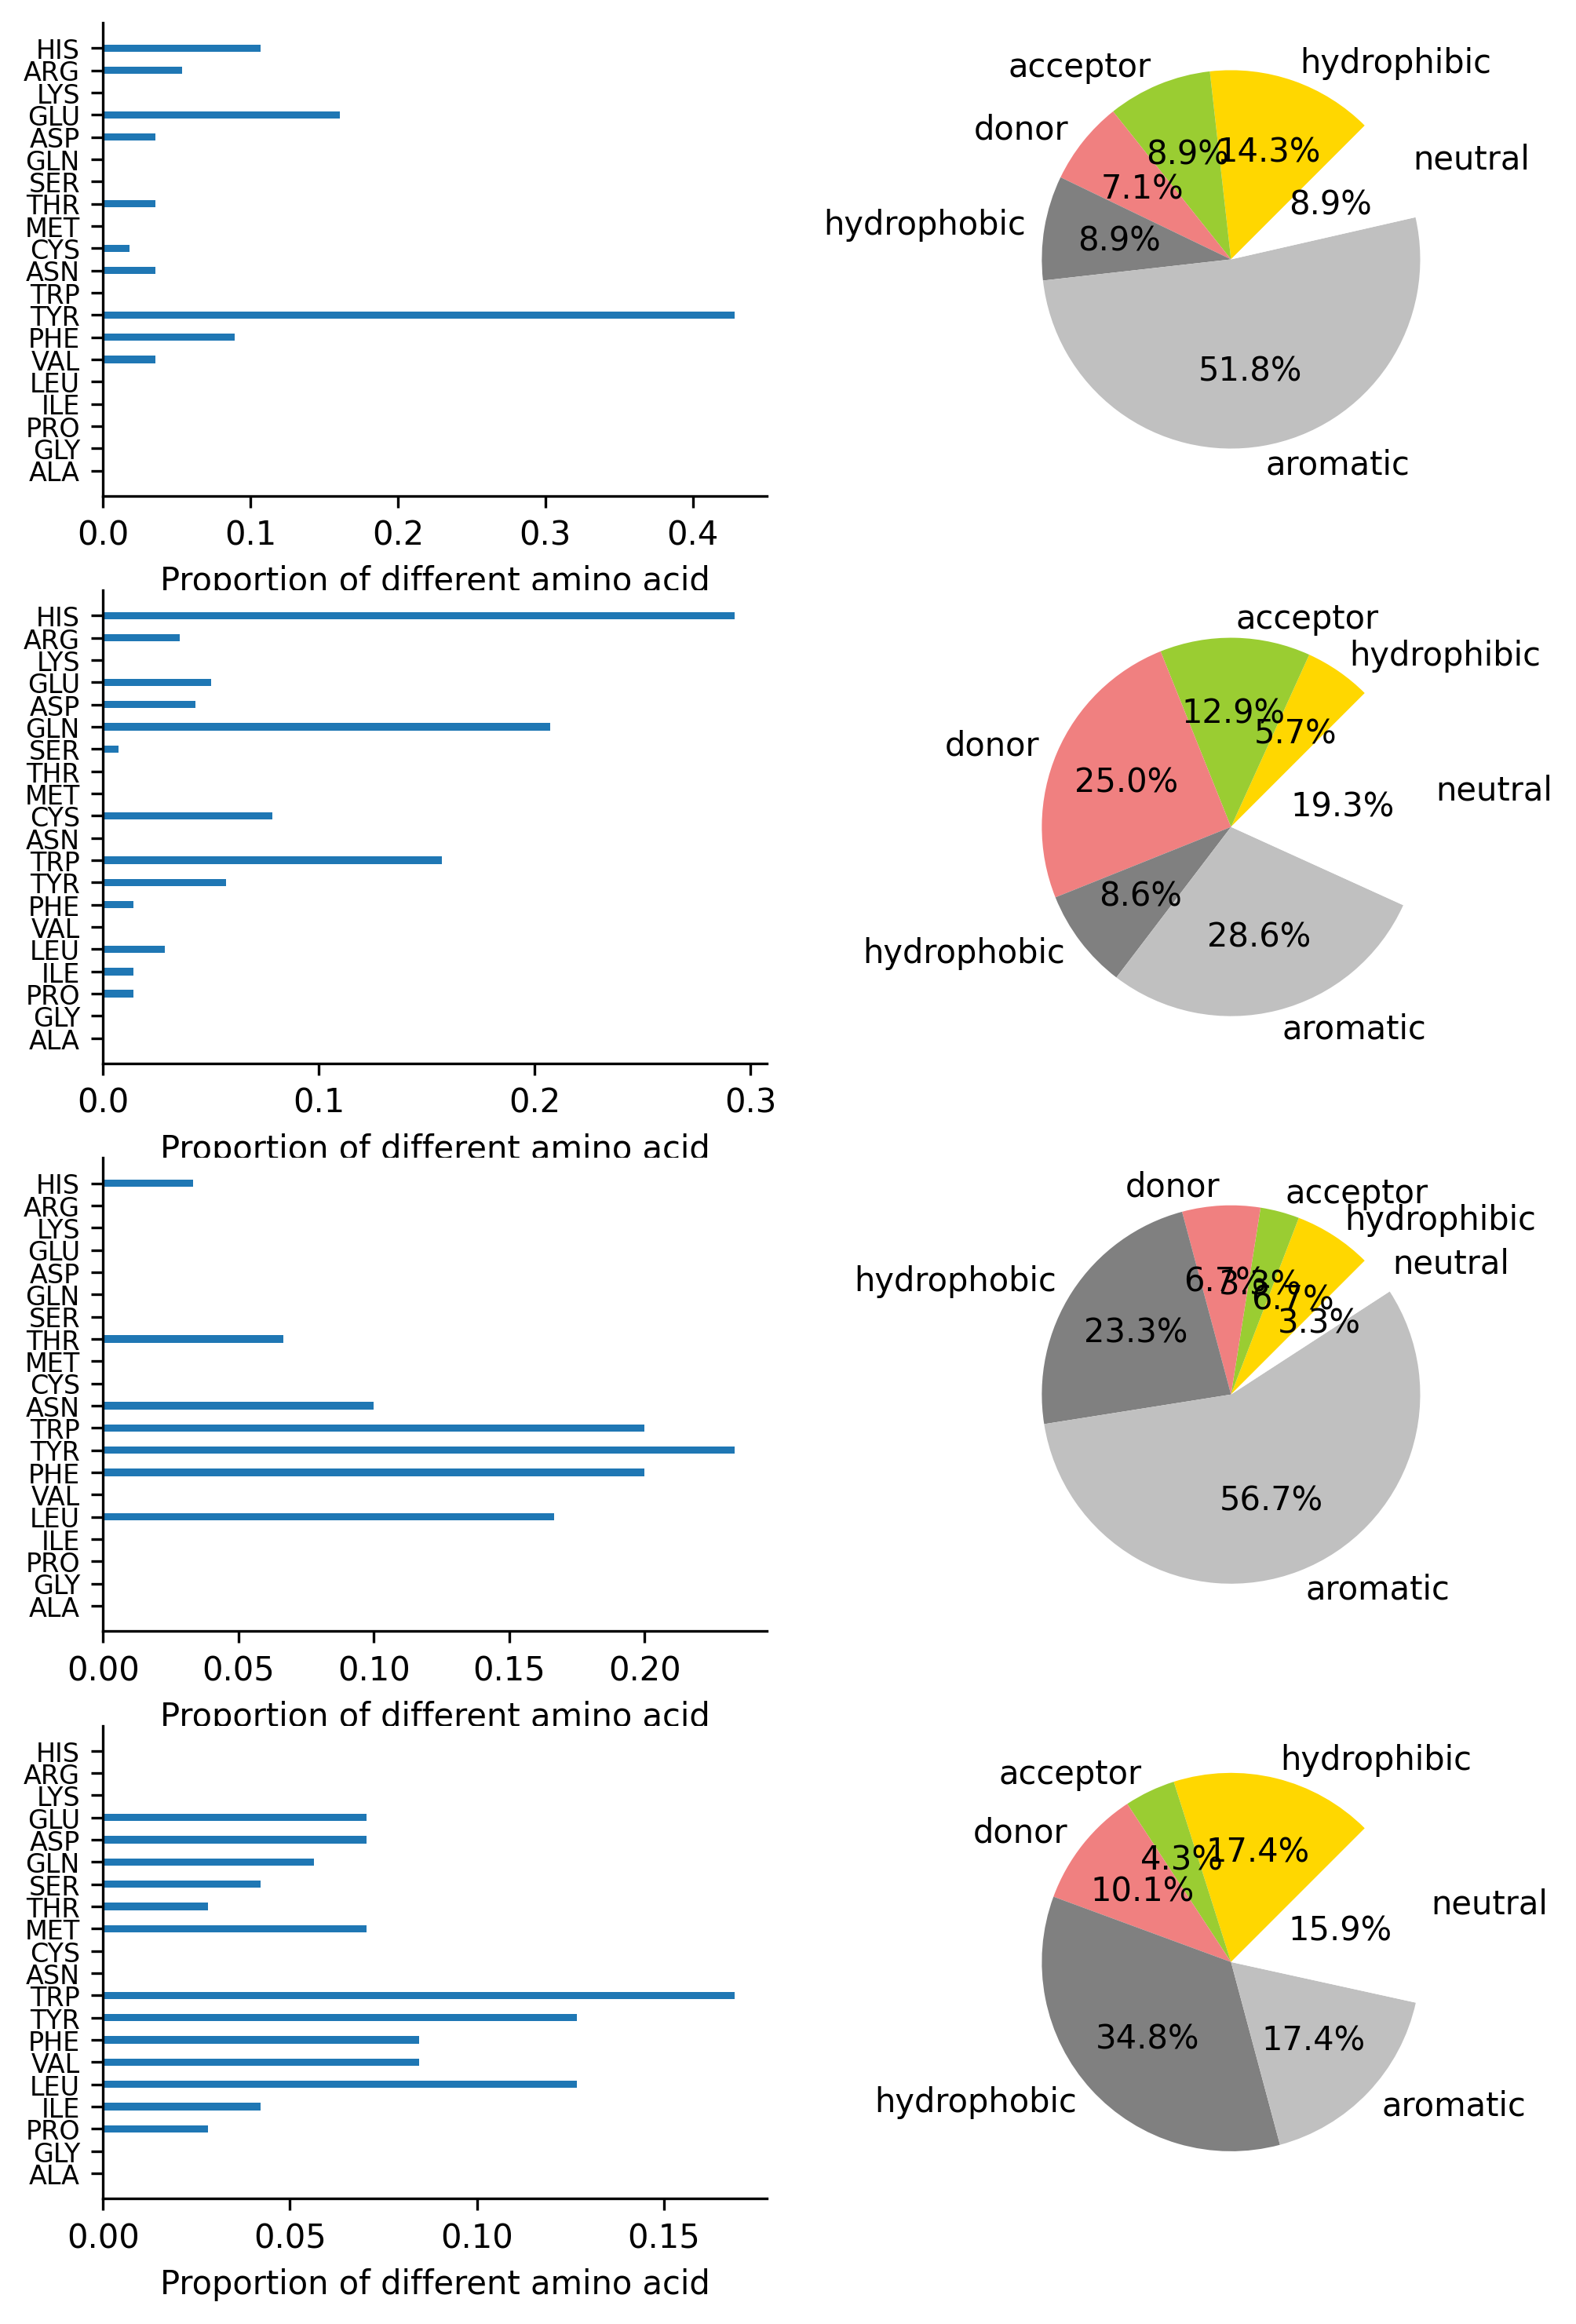 HIS
ARG
LYS
GLU
ASP
GLN
SER
THR
MET
CYS
ASN
TRP
TYR
PHE
VAL
LEU
ILE
PRO
GLY
ALA
0.0 0.1 0.2 0.3 0.4
Proportion of different amino acid
hydrophibic
acceptor
donor
neutral
8.9% 14.3%
7.1% 8.9%
hydrophobic 8.9%
51.8%
aromatic
HIS
ARG
LYS
GLU
ASP
GLN
SER
THR
MET
CYS
ASN
TRP
TYR
PHE
VAL
LEU
ILE
PRO
GLY
ALA
0.0 0.1 0.2 0.3
Proportion of different amino acid
acceptor
hydrophibic
12.9%
5.7%
donor
25.0% neutral
19.3%
8.6%
28.6%
hydrophobic
aromatic
HIS
ARG
LYS
GLU
ASP
GLN
SER
THR
MET
CYS
ASN
TRP
TYR
PHE
VAL
LEU
ILE
PRO
GLY
ALA
0.00 0.05 0.10 0.15 0.20
Proportion of different amino acid
donor acceptor
hydrophibic
neutral
hydrophobic 6.7% 3.3%
6.7%
3.3%
23.3%
56.7%
aromatic
HIS
ARG
LYS
GLU
ASP
GLN
SER
THR
MET
CYS
ASN
TRP
TYR
PHE
VAL
LEU
ILE
PRO
GLY
ALA
0.00 0.05 0.10 0.15
Proportion of different amino acid
hydrophibic
acceptor
donor
4.3% 17.4%
10.1% neutral
15.9%
34.8% 17.4%
hydrophobic aromatic